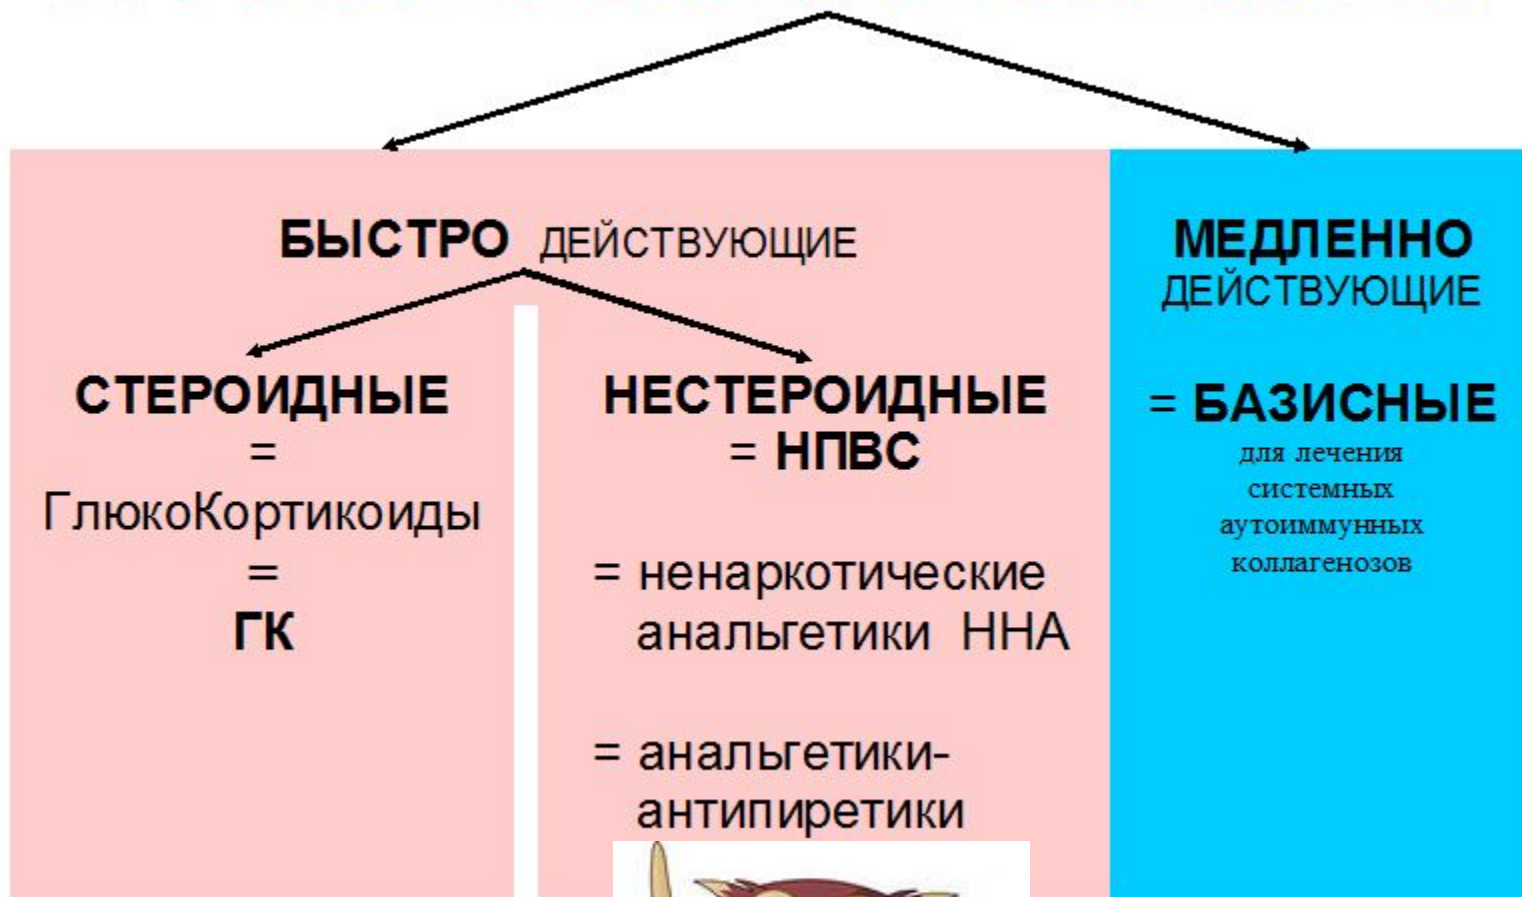 БЫСТРО ДЕЙСТВУЮЩИЕ
СТЕРОИДНЫЕ
=
ГлюкоКортикоиды
=
ГК
НЕСТЕРОИДНЫЕ
= НПВС
= ненаркотические
анальгетики ННА
= анальгетики-
антипиретики
МЕДЛЕННО
ДЕЙСТВУЮЩИЕ
= БАЗИСНЫЕ
для лечения
системных
аутоиммунных
коллагенозов